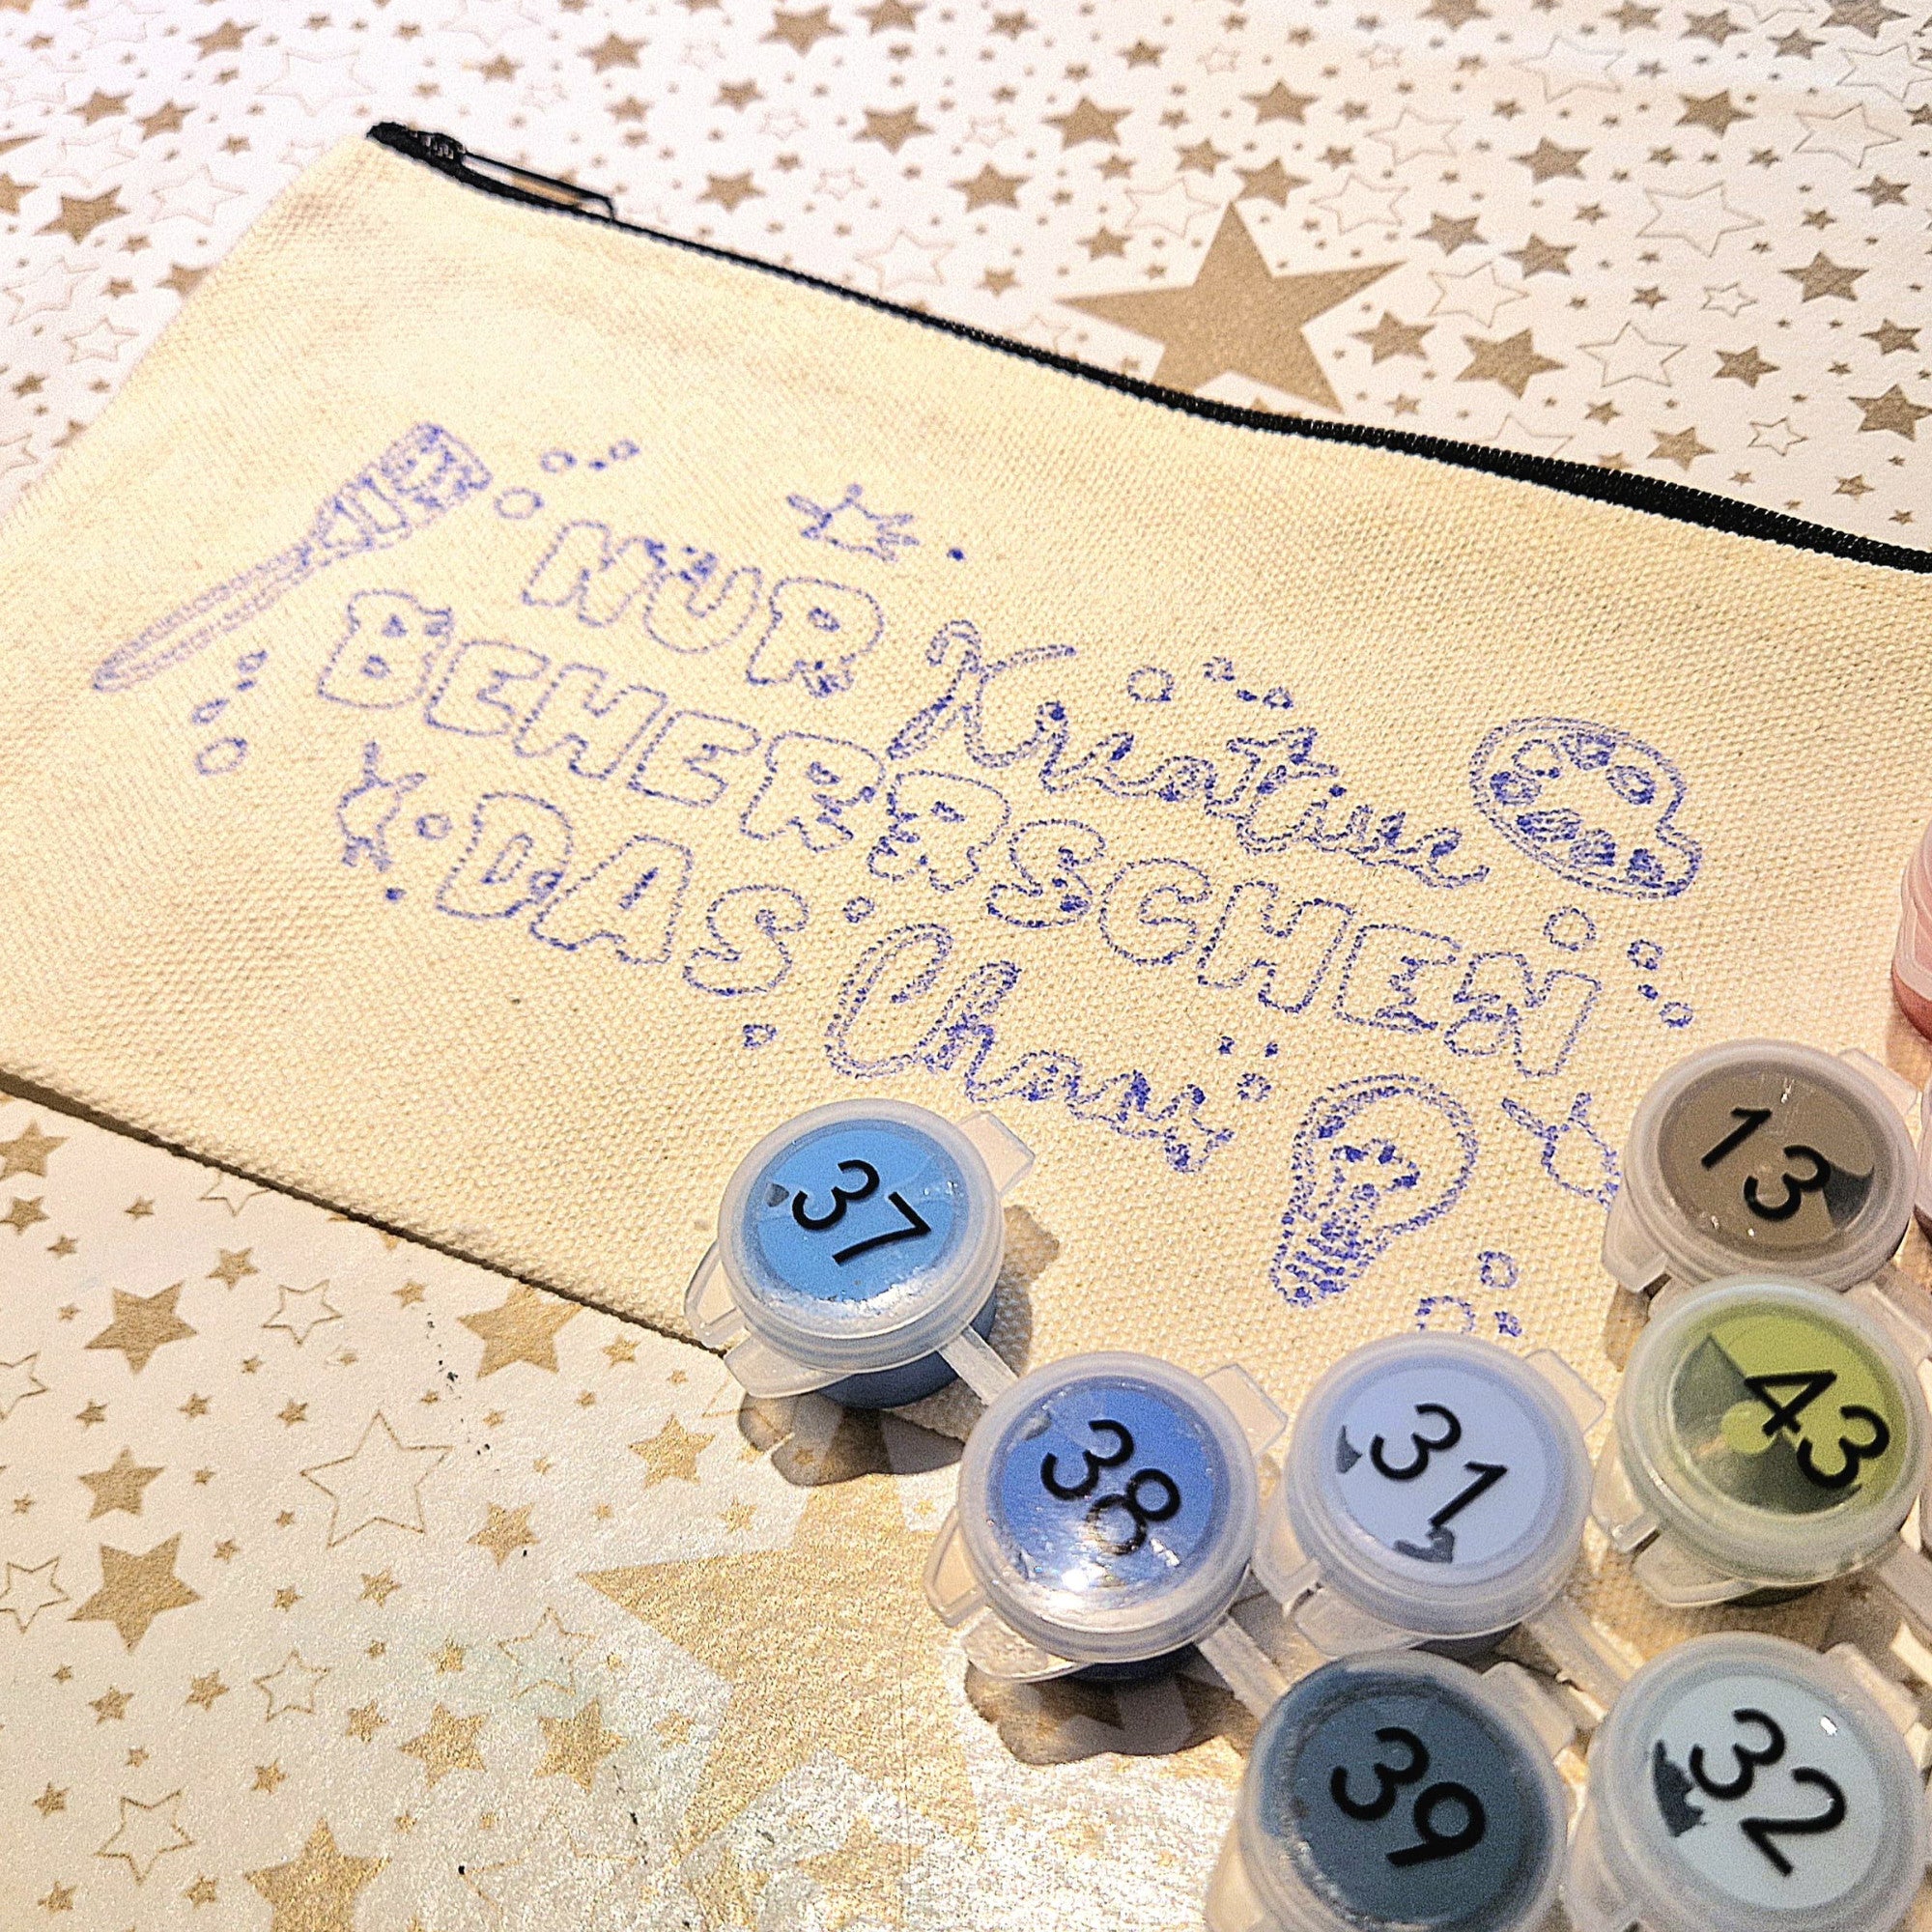 NUR Kreative
BEHERRSCHEN
DAS Chaos
37
38
31
13
43
39
32